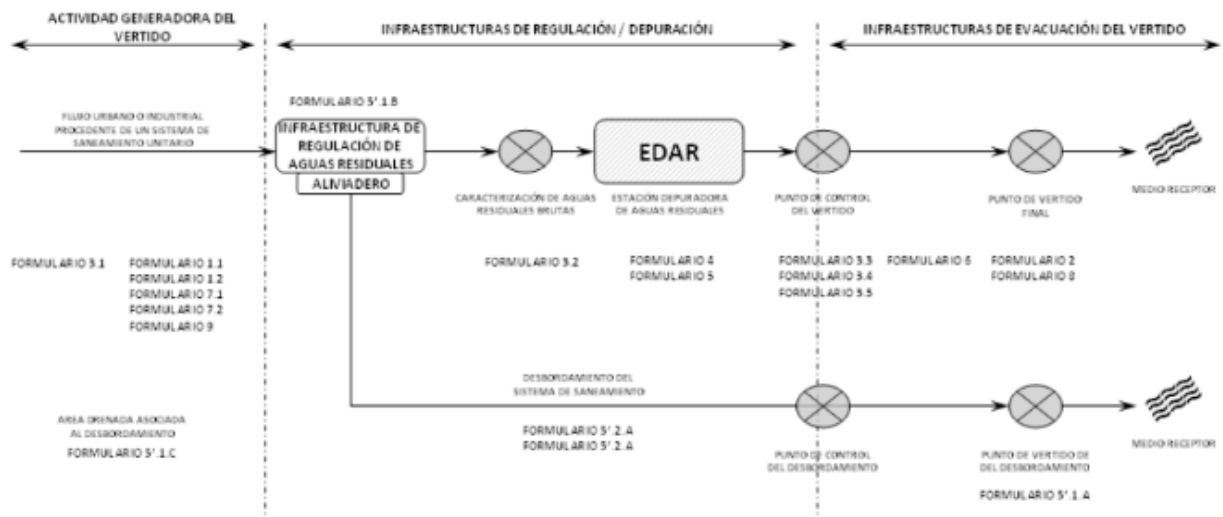 ACTIVIDAD GENERADORA DEL
VERTIDO
INFRAESTRUCTURAS DE REGULACIÓN / DEPURACIÓN
INFRAESTRUCTURAS DE EVACUACIÓN DEL VERTIDO
FLUJO URBANO O INDUSTRIAL
PROCEDENTE DE UN SISTEMA DE
SANEAMIENTO UNITARIO
FORMULARIO 5'.1.B
INFRAESTRUCTURA DE
REGULACIÓN DE
AGUAS RESIDUALES
ALIVIADERO
CARACTERIZACIÓN DE AGUAS
RESIDUALES BRUTAS
EDAR
ESTACIÓN DEPURADORA
DE AGUAS RESIDUALES
PUNTO DE CONTROL
DEL VERTIDO
PUNTO DE VERTIDO
FINAL
MEDIO RECEPTOR
FORMULARIO 3.1
FORMULARIO 1.1
FORMULARIO 1.2
FORMULARIO 7.1
FORMULARIO 7.2
FORMULARIO 9
FORMULARIO 3.2
FORMULARIO 4
FORMULARIO 5
FORMULARIO 3.3
FORMULARIO 3.4
FORMULARIO 3.5
FORMULARIO 6
FORMULARIO 2
FORMULARIO 8
AREA DRENADA ASOCIADA
AL DESBORDAMIENTO
FORMULARIO 5'.1.C
DESBORDAMIENTO DEL
SISTEMA DE SANEAMIENTO
FORMULARIO 5'.2.A
FORMULARIO 5'.2.A
PUNTO DE CONTROL
DEL DESBORDAMIENTO
PUNTO DE VERTIDO DE
DEL DESBORDAMIENTO
FORMULARIO 5'.1.A
MEDIO RECEPTOR